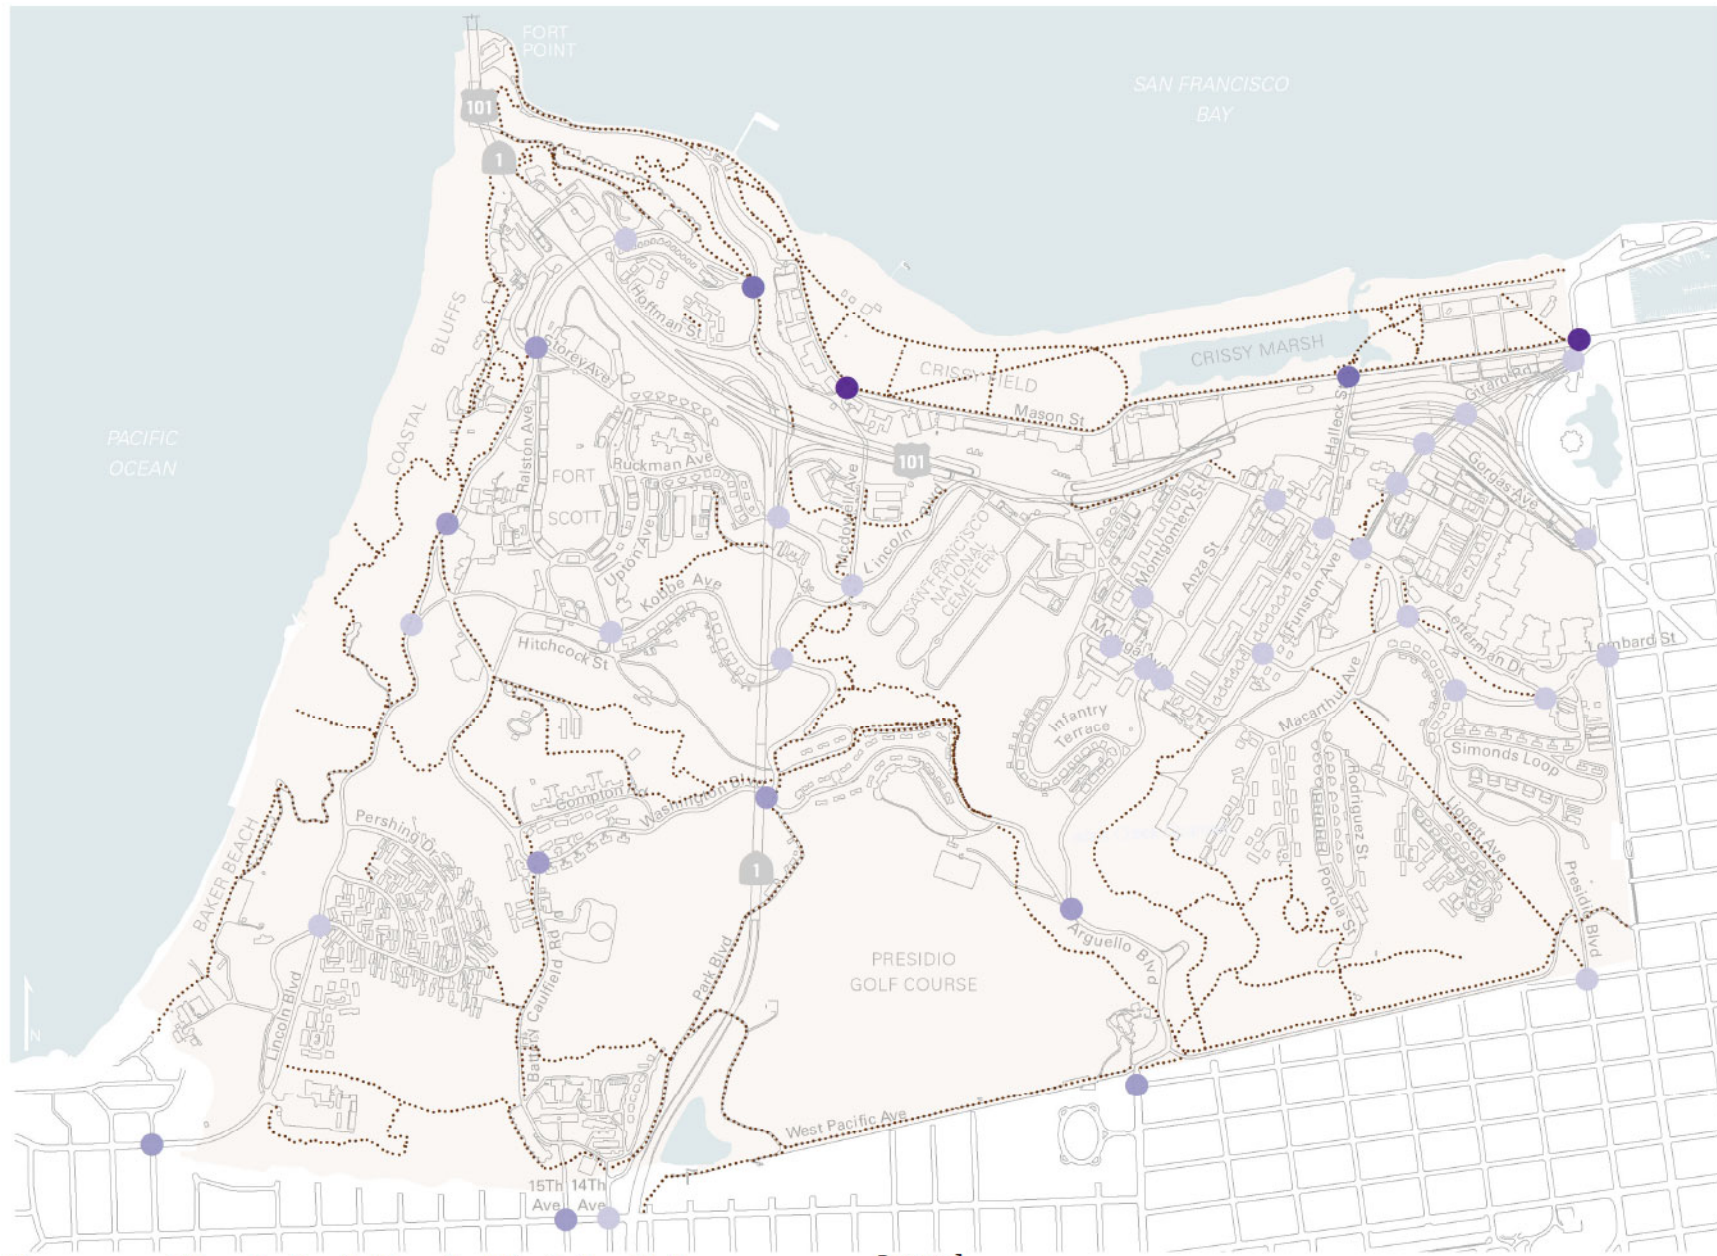 FORT
POINT
SAN FRANCISCO
BAY
101
1
Hoffman St
BLUFFS
COASTAL
Storey Ave
CRISSY MARSH
CRISSY FIELD
Mason St
Girard Rd
Halleck St
PACIFIC
OCEAN
Ralston Ave
Ruckman Ave
101
FORT
SCOTT
Mcdowell Ave
Lincoln
Gorgas Ave
Montgomery St
SAN FRANCISCO
NATIONAL
CEMETERY
Upton Ave
Anza St
Kobbe Ave
Funston Ave
Letterman Dr
Lombard St
Hitchcock St
Infantry
Terrace
Macarthur Ave
Simonds Loop
Compton Rd
Washington Blvd
Rodriguez St
Liggett Ave
Pershing Dr
BAKER BEACH
1
Portola St
Presidio Blvd
Arguello Blvd
PRESIDIO
GOLF COURSE
Park Blvd
Battery Caulfield Rd
Lincoln Blvd
N
3
West Pacific Ave
15Th 14Th
Ave Ave